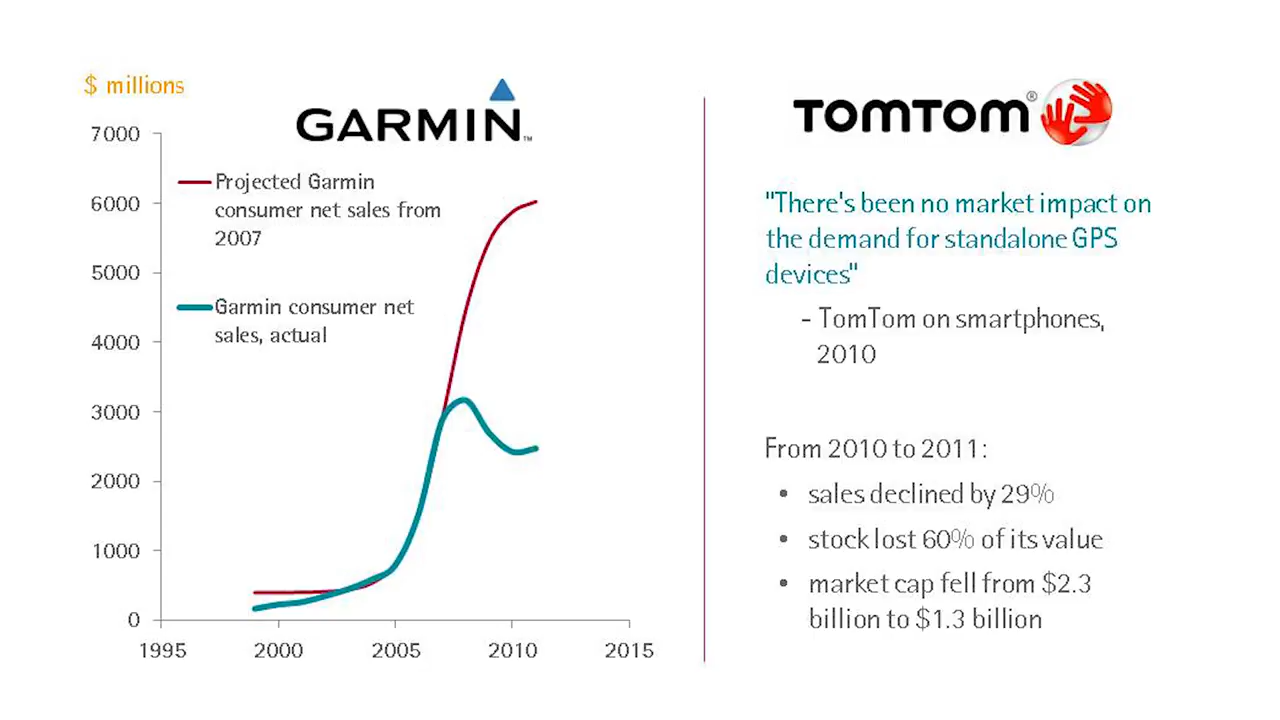 $ millions
GARMIN™
7000
6000
5000
4000
3000
2000
1000
0
1995
2000
2005
2010
2015
Projected Garmin
consumer net sales from
2007
Garmin consumer net
sales, actual
TOMTOM®
"There's been no market impact on
the demand for standalone GPS
devices"
- TomTom on smartphones,
2010
From 2010 to 2011:
• sales declined by 29%
• stock lost 60% of its value
• market cap fell from $2.3
billion to $1.3 billion